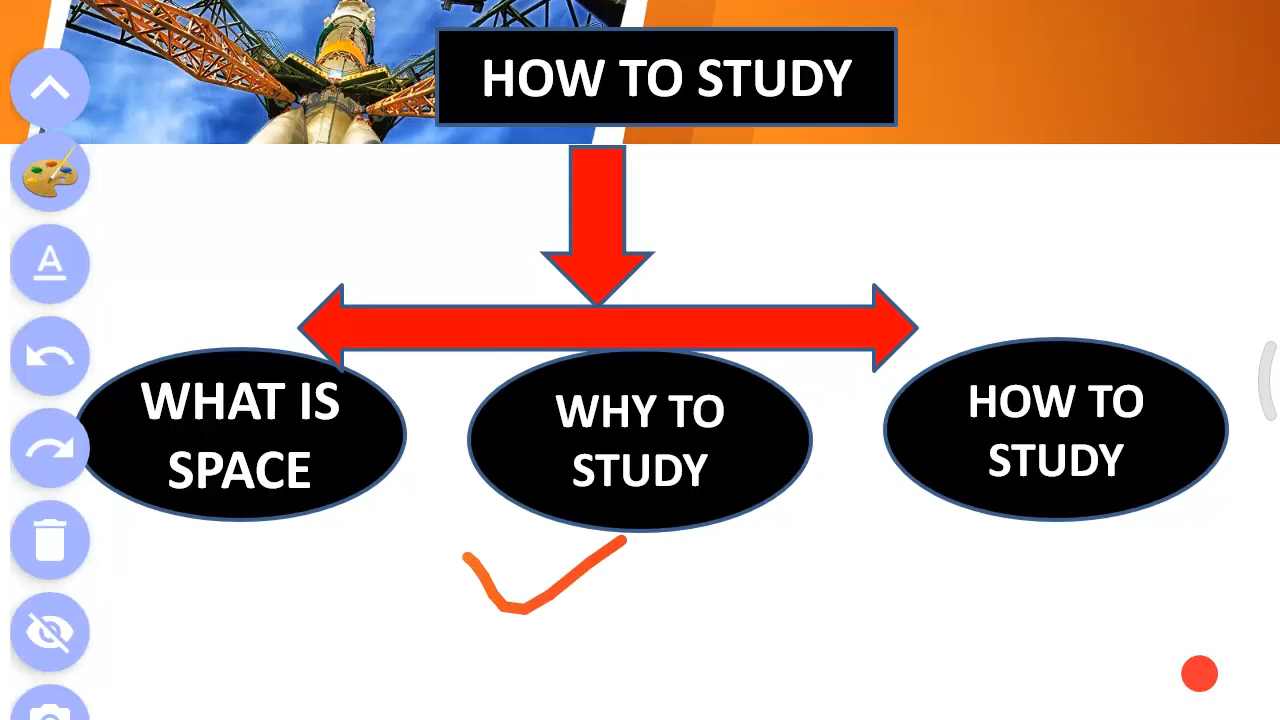 HOW TO STUDY
WHAT IS
SPACE
WHY TO
STUDY
HOW TO
STUDY